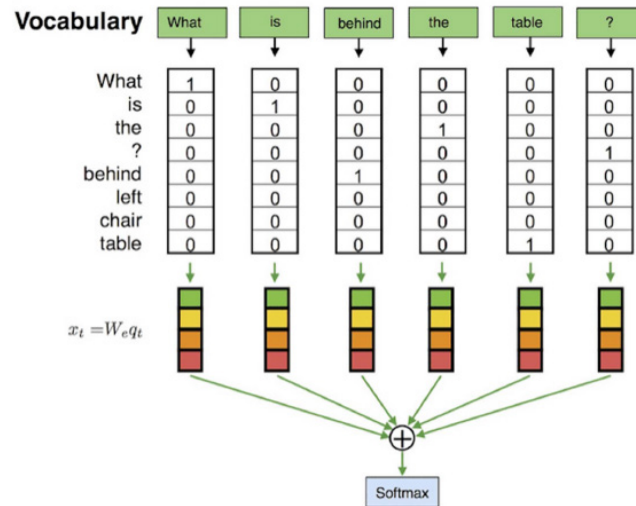 Vocabulary What is behind the table ?
What 1 0 0 0 0 0
is 0 1 0 0 0 0
the 0 0 0 1 0 0
? 0 0 0 0 0 1
behind 0 0 1 0 0 0
left 0 0 0 0 0 0
chair 0 0 0 0 0 0
table 0 0 0 0 1 0
x_t = W_e q_t
+
Softmax